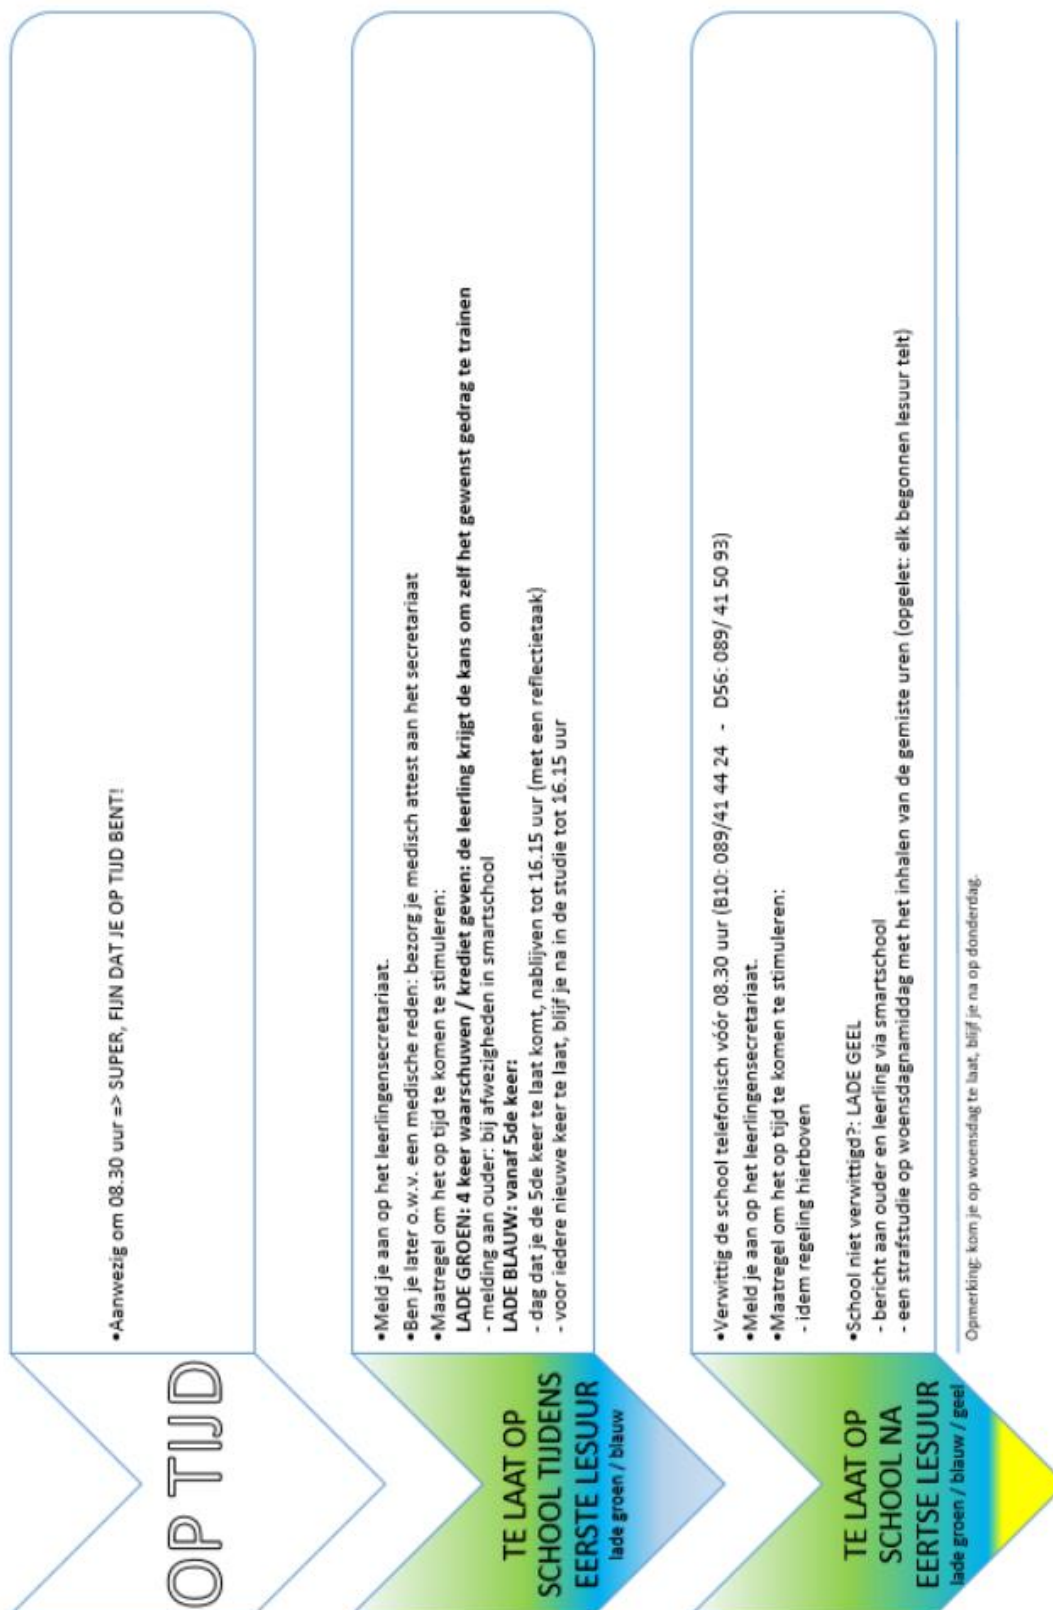 OP TIJD
•Aanwezig om 08.30 uur => SUPER, FIJN DAT JE OP TIJD BENT!
TE LAAT OP
SCHOOL TIJDENS
EERSTE LESUUR
lade groen / blauw
•Meld je aan op het leerlingensecretariaat.
•Ben je later o.w.v. een medische reden: bezorg je medisch attest aan het secretariaat
•Maatregel om het op tijd te komen te stimuleren:
LADE GROEN: 4 keer waarschuwen / krediet geven: de leerling krijgt de kans om zelf het gewenst gedrag te trainen
- melding aan ouder: bij afwezigheden in smartschool
LADE BLAUW: vanaf 5de keer:
- dag dat je de 5de keer te laat komt, nablijven tot 16.15 uur (met een reflectietaak)
- voor iedere nieuwe keer te laat, blijf je na in de studie tot 16.15 uur
TE LAAT OP
SCHOOL NA
EERTSE LESUUR
lade groen / blauw / geel
•Verwittig de school telefonisch vóór 08.30 uur (B10: 089/41 44 24 - D56: 089/ 41 50 93)
•Meld je aan op het leerlingensecretariaat.
•Maatregel om het op tijd te komen te stimuleren:
- idem regeling hierboven
•School niet verwittigd?: LADE GEEL
- bericht aan ouder en leerling via smartschool
- een strafstudie op woensdagnamiddag met het inhalen van de gemiste uren (opgelet: elk begonnen lesuur telt)
Opmerking: kom je op woensdag te laat, blijf je na op donderdag.